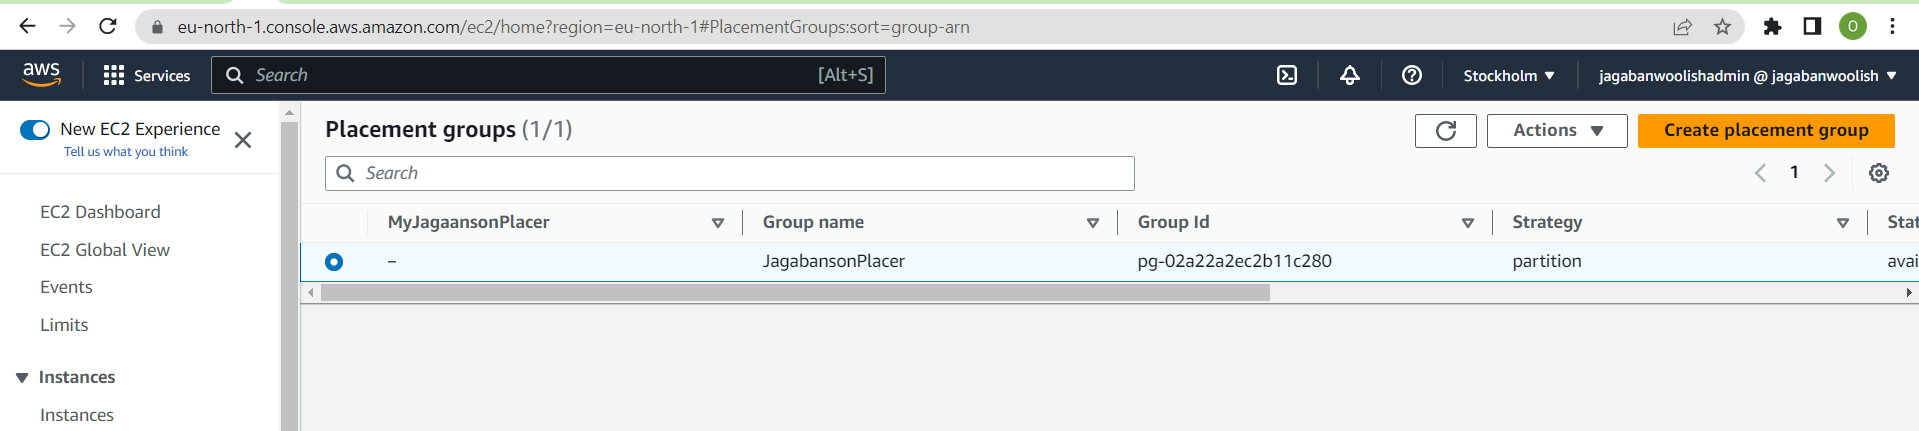 eu-north-1.console.aws.amazon.com/ec2/home?region=eu-north-1#PlacementGroups:sort=group-arn
O
aws Services Search [Alt+S] Stockholm jagabanwoolishadmin @ jagabanwoolish
New EC2 Experience
Tell us what you think
EC2 Dashboard
EC2 Global View
Events
Limits
Instances
Instances
Placement groups (1/1)
Actions
Create placement group
Search
1
MyJagaansonPlacer Group name Group Id Strategy Stat
– JagabansonPlacer pg-02a22a2ec2b11c280 partition avai